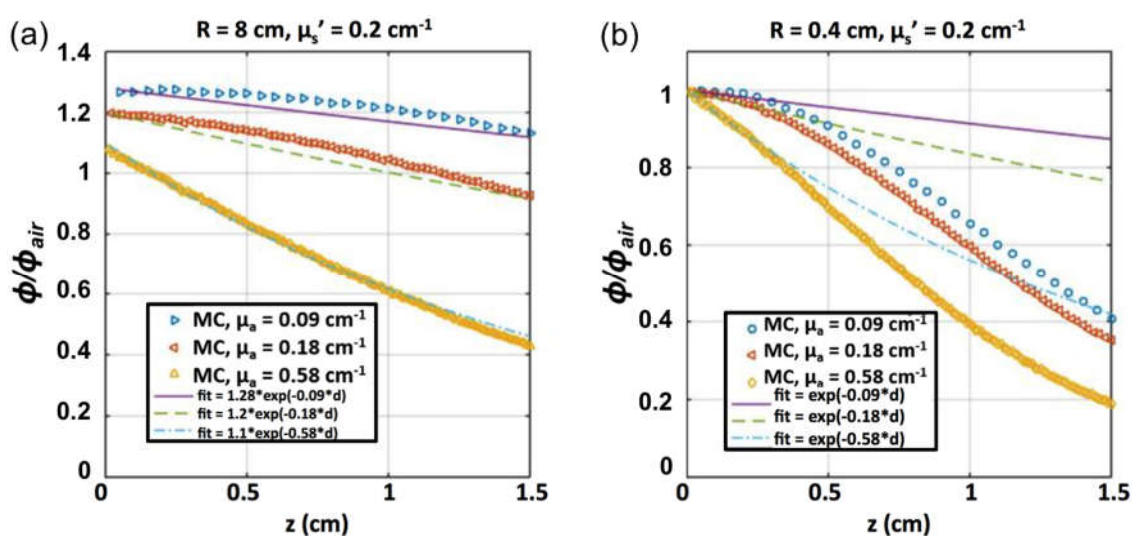 (a)
R = 8 cm, μs′ = 0.2 cm-1
1.4
1.2
1
0.8
0.6
0.4
0.2
0
ϕ/ϕair
MC, μa = 0.09 cm-1
MC, μa = 0.18 cm-1
MC, μa = 0.58 cm-1
fit = 1.28*exp(-0.09*d)
fit = 1.2*exp(-0.18*d)
fit = 1.1*exp(-0.58*d)
0 0.5 1 1.5
z (cm)
(b)
R = 0.4 cm, μs′ = 0.2 cm-1
1
0.8
0.6
0.4
0.2
0
ϕ/ϕair
MC, μa = 0.09 cm-1
MC, μa = 0.18 cm-1
MC, μa = 0.58 cm-1
fit = exp(-0.09*d)
fit = exp(-0.18*d)
fit = exp(-0.58*d)
0 0.5 1 1.5
z (cm)